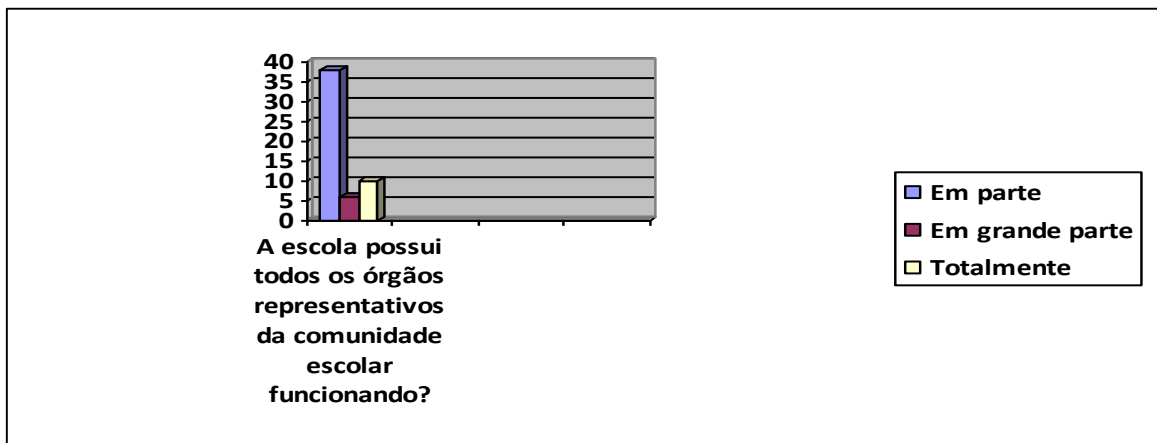 40
35
30
25
20
15
10
5
0
A escola possui
todos os órgãos
representativos
da comunidade
escolar
funcionando?
Em parte
Em grande parte
Totalmente